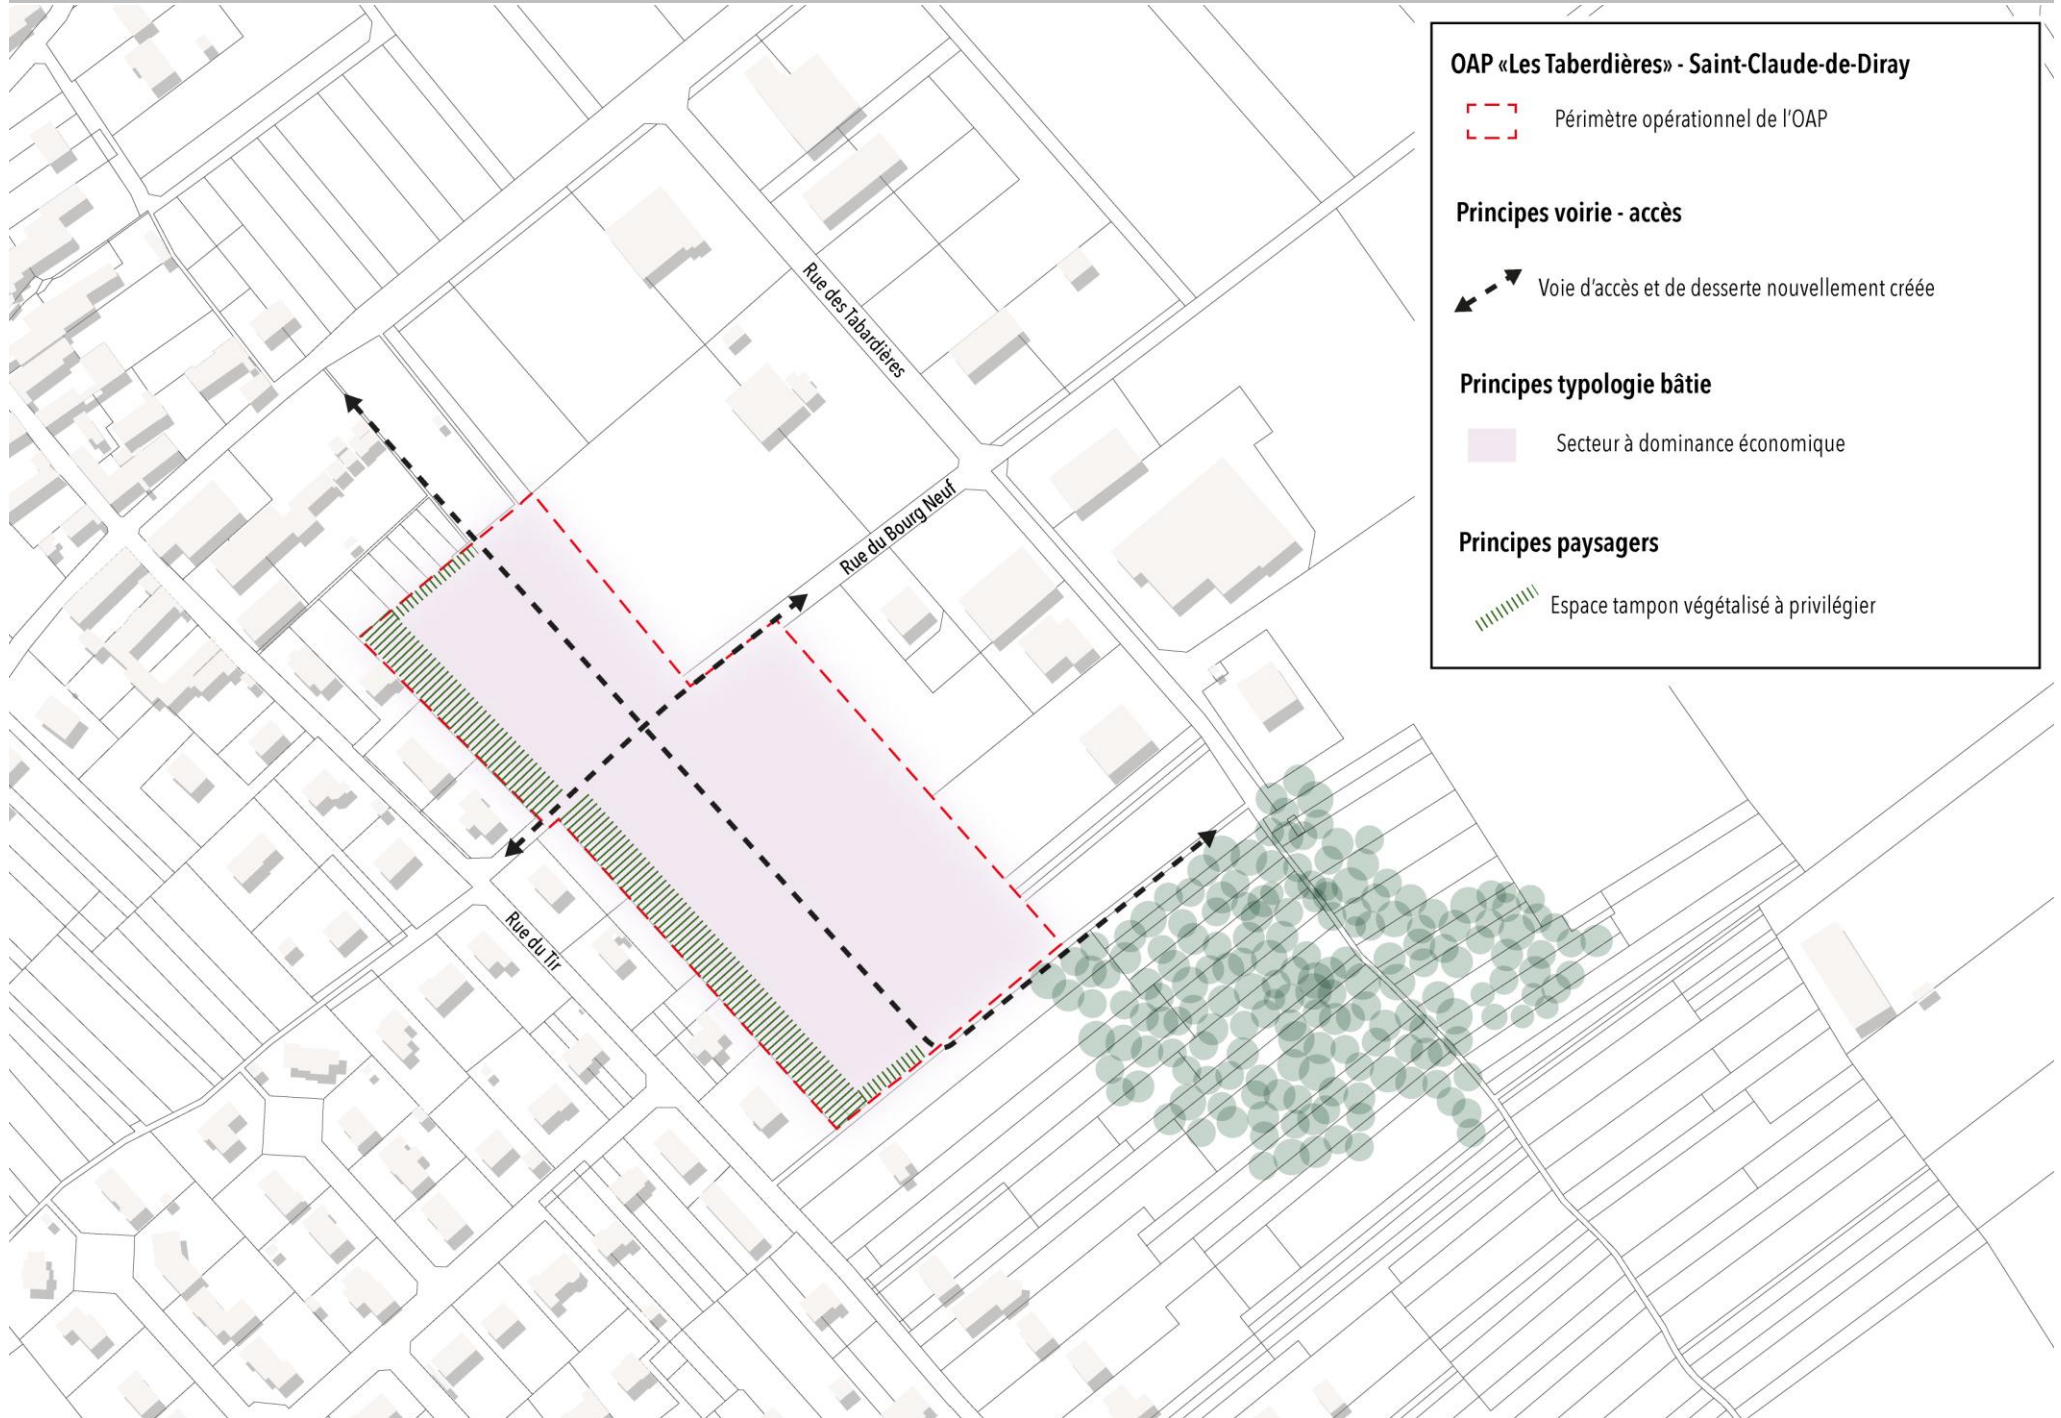 OAP «Les Taberdières» - Saint-Claude-de-Diray
Périmètre opérationnel de l'OAP
Principes voirie - accès
Voie d'accès et de desserte nouvellement créée
Principes typologie bâtie
Secteur à dominance économique
Principes paysagers
Espace tampon végétalisé à privilégier
Rue des Tabardières
Rue du Bourg Neuf
Rue du Tir